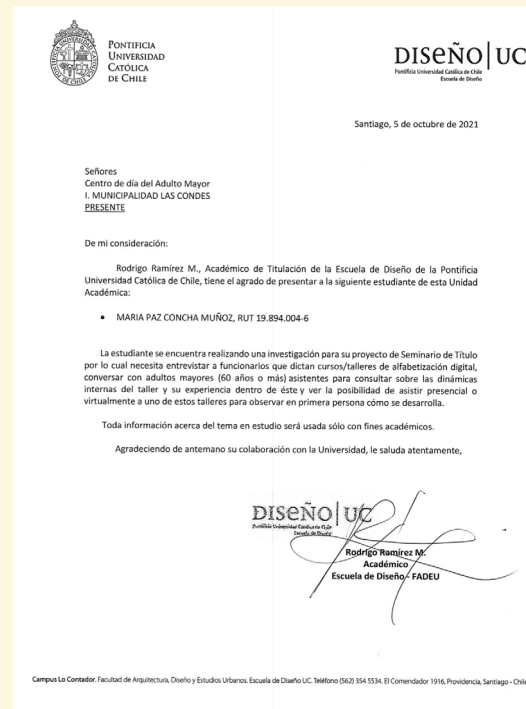 PONTIFICIA
UNIVERSIDAD
CATÓLICA
DE CHILE
DISEÑO|UC
Pontificia Universidad Católica de Chile
Escuela de Diseño
Santiago, 5 de octubre de 2021
Señores
Centro de día del Adulto Mayor
I. MUNICIPALIDAD LAS CONDES
PRESENTE
De mi consideración:
Rodrigo Ramírez M., Académico de Titulación de la Escuela de Diseño de la Pontificia
Universidad Católica de Chile, tiene el agrado de presentar a la siguiente estudiante de esta Unidad
Académica:
• MARIA PAZ CONCHA MUÑOZ, RUT 19.894.004-6
La estudiante se encuentra realizando una investigación para su proyecto de Seminario de Título
por lo cual necesita entrevistar a funcionarios que dictan cursos/talleres de alfabetización digital,
conversar con adultos mayores (60 años o más) asistentes para consultar sobre las dinámicas
internas del taller y su experiencia dentro de éste y ver la posibilidad de asistir presencial o
virtualmente a uno de estos talleres para observar en primera persona cómo se desarrolla.
Toda información acerca del tema en estudio será usada sólo con fines académicos.
Agradeciendo de antemano su colaboración con la Universidad, le saluda atentamente,
DISEÑO|UC
Pontificia Universidad Católica de Chile
Escuela de Diseño
Rodrigo Ramírez M.
Académico
Escuela de Diseño - FADEU
Campus Lo Contador. Facultad de Arquitectura, Diseño y Estudios Urbanos. Escuela de Diseño UC. Teléfono (562) 354 5534. El Comendador 1916, Providencia, Santiago - Chile